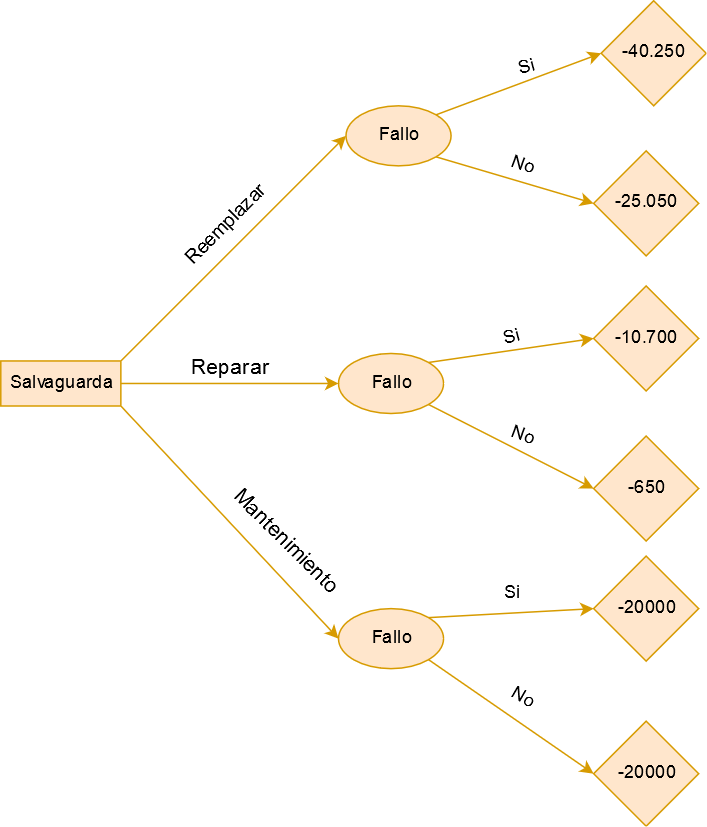 Si
-40.250
Fallo
No
-25.050
Reemplazar
Si
-10.700
Salvaguarda
Reparar
Fallo
No
-650
Mantenimiento
Si
-20000
Fallo
No
-20000